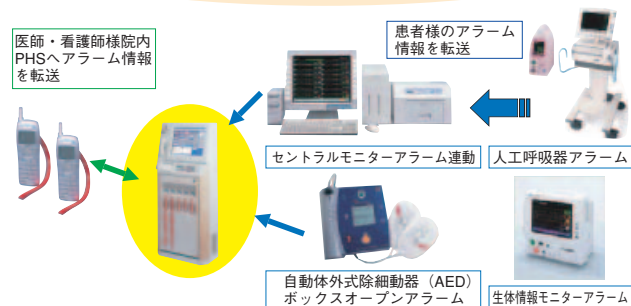 医師・看護師様院内
PHSへアラーム情報
を転送
患者様のアラーム
情報を転送
セントラルモニターアラーム連動
人工呼吸器アラーム
自動体外式除細動器（AED）
ボックスオープンアラーム
生体情報モニターアラーム